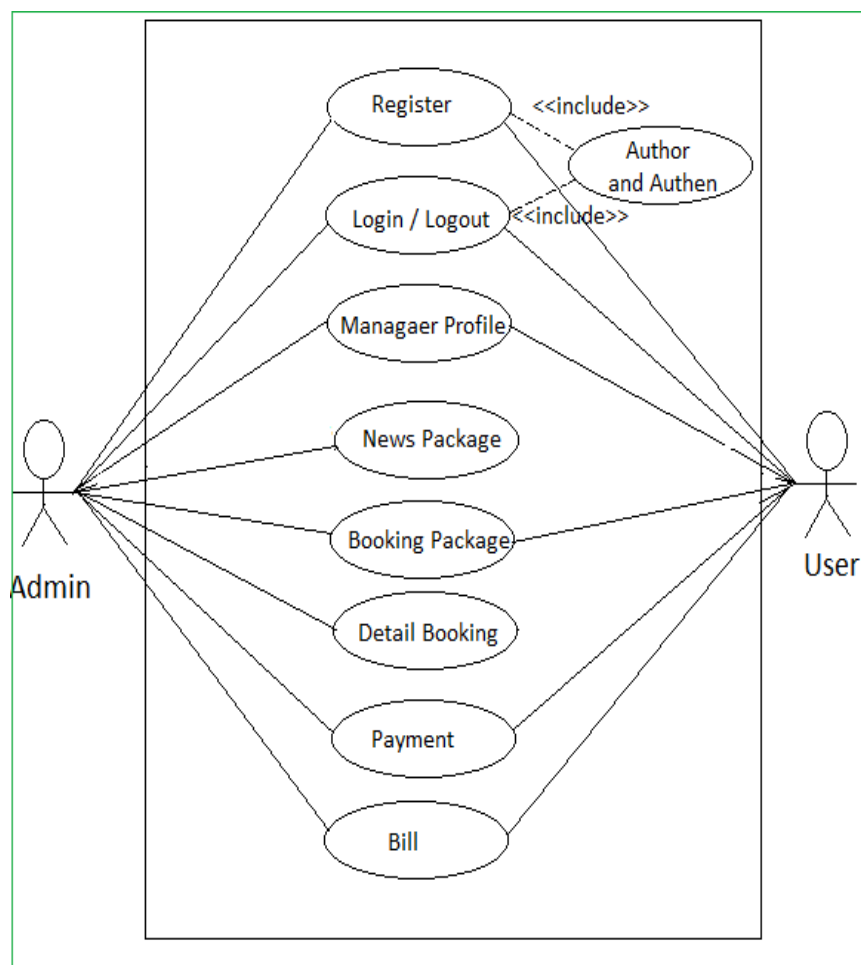 Register
<<include>>
Author
and Authen
Login / Logout
<<include>>
Managaer Profile
News Package
Booking Package
Admin
User
Detail Booking
Payment
Bill